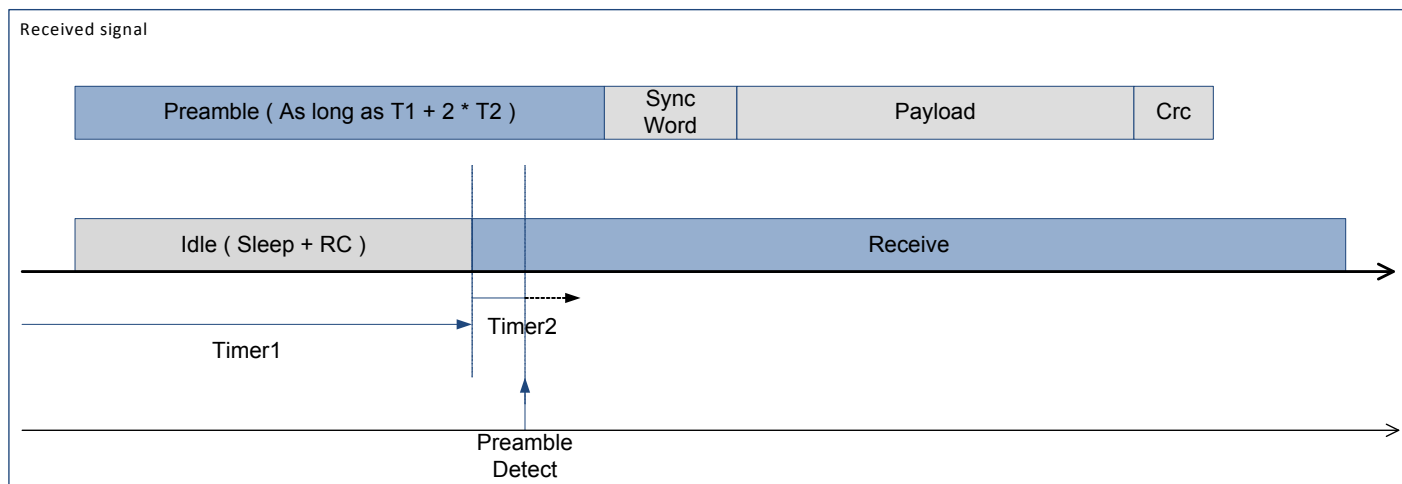 Received signal
Preamble ( As long as T1 + 2 * T2 )
Sync
Word
Payload
Crc
Idle ( Sleep + RC )
Receive
Timer2
Timer1
Preamble
Detect